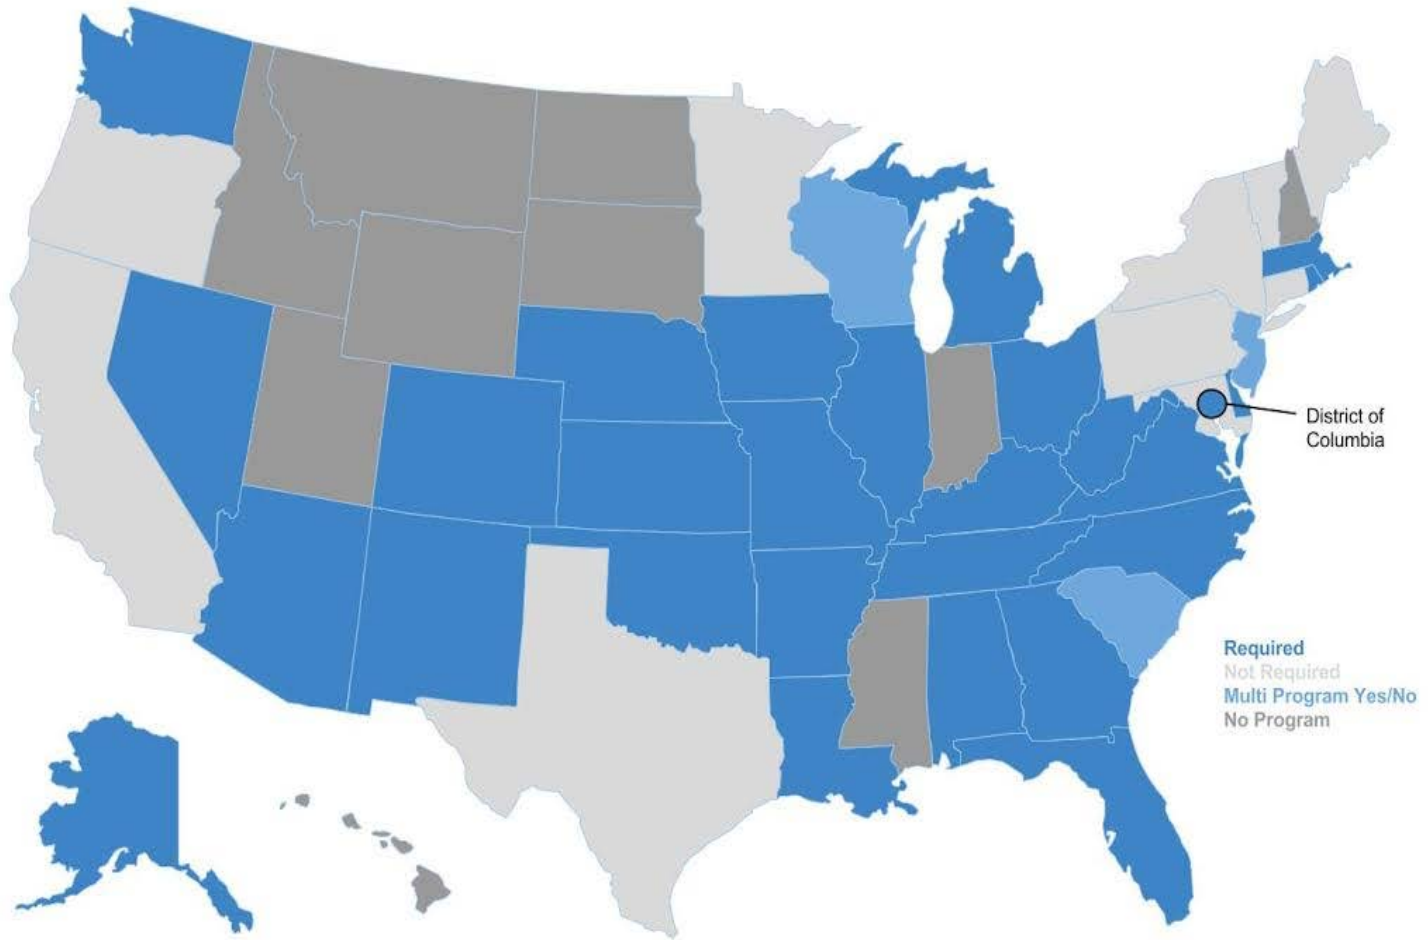 District of
Columbia
Required
Not Required
Multi Program Yes/No
No Program